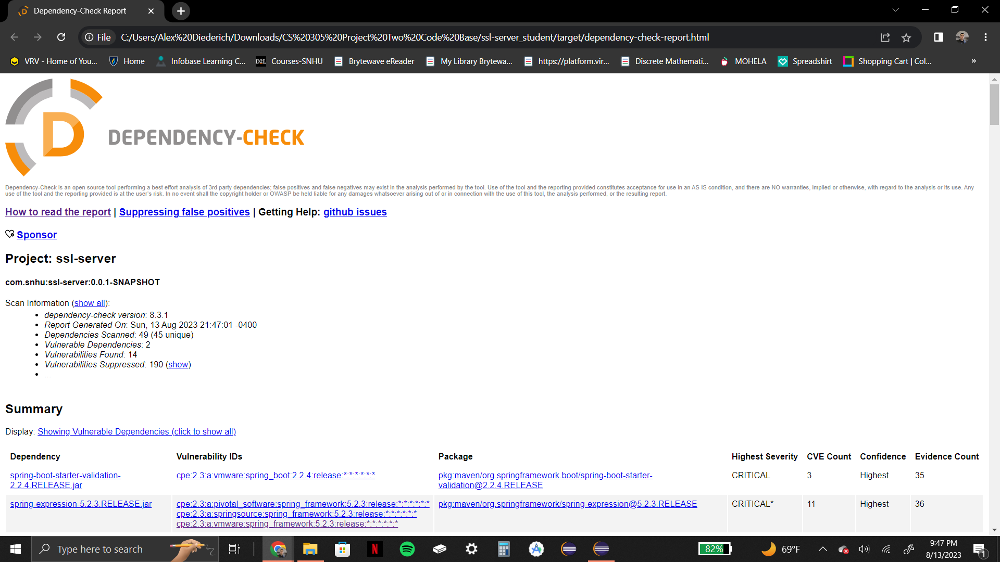 Dependency-Check Report
File
C:/Users/Alex%20Diederich/Downloads/CS%20305%20Project%20Two%20Code%20Base/ssl-server_student/target/dependency-check-report.html
VRV - Home of You...
Home
Infobase Learning C...
D2L
Courses-SNHU
Brytewave eReader
My Library Brytewa...
https://platform.vir...
Discrete Mathemati...
MOHELA
Spreadshirt
Shopping Cart | Col...
»
D
DEPENDENCY-CHECK
Dependency-Check is an open source tool performing a best effort analysis of 3rd party dependencies; false positives and false negatives may exist in the analysis performed by the tool. Use of the tool and the reporting provided constitutes acceptance for use in an AS IS condition, and there are NO warranties, implied or otherwise, with regard to the analysis or its use. Any
use of the tool and the reporting provided is at the user's risk. In no event shall the copyright holder or OWASP be held liable for any damages whatsoever arising out of or in connection with the use of this tool, the analysis performed, or the resulting report.
How to read the report | Suppressing false positives | Getting Help: github issues
Sponsor
Project: ssl-server
com.snhu:ssl-server:0.0.1-SNAPSHOT
Scan Information (show all):
• dependency-check version: 8.3.1
• Report Generated On: Sun, 13 Aug 2023 21:47:01 -0400
• Dependencies Scanned: 49 (45 unique)
• Vulnerable Dependencies: 2
• Vulnerabilities Found: 14
• Vulnerabilities Suppressed: 190 (show)
• ...
Summary
Display: Showing Vulnerable Dependencies (click to show all)
Dependency Vulnerability IDs Package Highest Severity CVE Count Confidence Evidence Count
spring-boot-starter-validation- cpe:2.3:a:vmware:spring_boot:2.2.4:release:*:*:*:*:*:* pkg:maven/org.springframework.boot/spring-boot-starter- CRITICAL 3 Highest 35
2.2.4.RELEASE.jar validation@2.2.4.RELEASE
spring-expression-5.2.3.RELEASE.jar cpe:2.3:a:pivotal_software:spring_framework:5.2.3:release:*:*:*:*:*:* pkg:maven/org.springframework/spring-expression@5.2.3.RELEASE CRITICAL* 11 Highest 36
cpe:2.3:a:springsource:spring_framework:5.2.3:release:*:*:*:*:*:*
cpe:2.3:a:vmware:spring_framework:5.2.3:release:*:*:*:*:*:*
Type here to search
N
82%
69°F
9:47 PM
8/13/2023
1